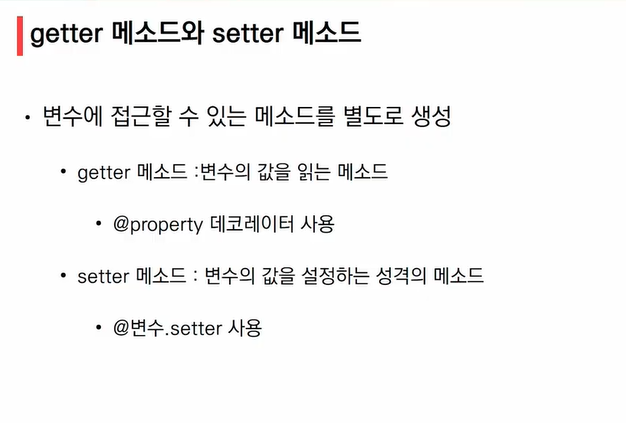 getter 메소드와 setter 메소드
• 변수에 접근할 수 있는 메소드를 별도로 생성
• getter 메소드 :변수의 값을 읽는 메소드
• @property 데코레이터 사용
• setter 메소드 : 변수의 값을 설정하는 성격의 메소드
• @변수.setter 사용